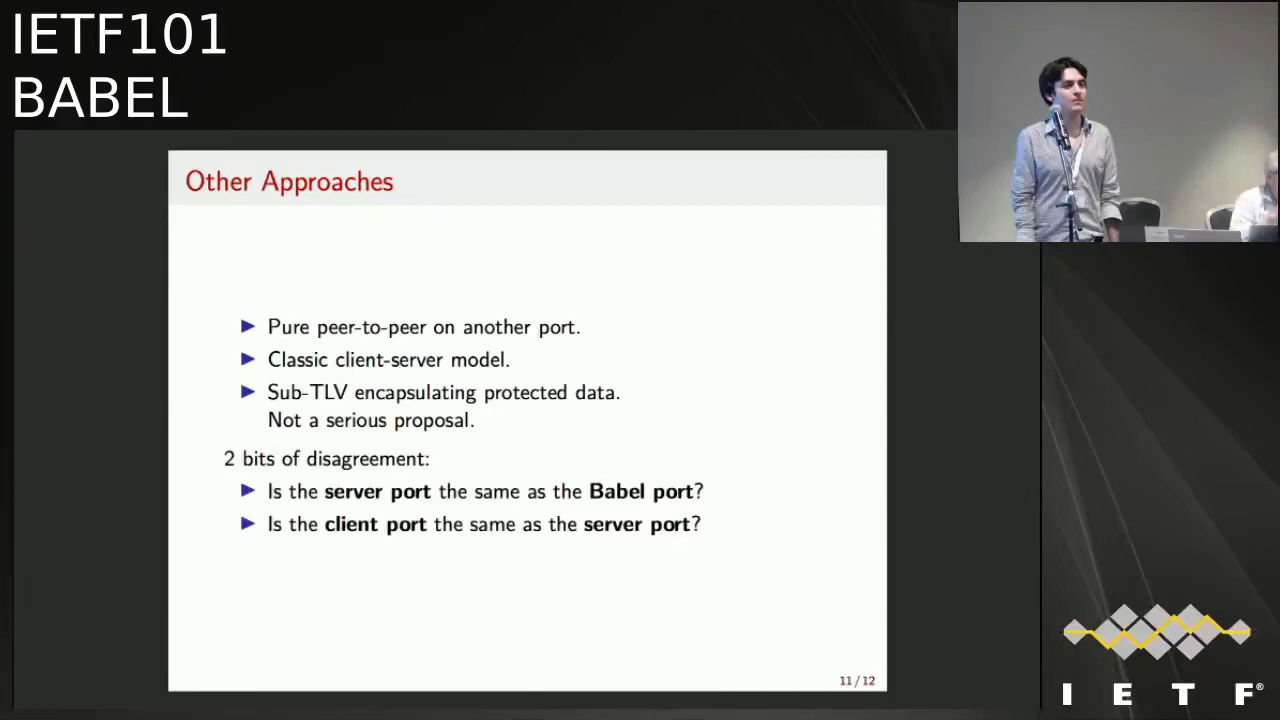 IETF101
BABEL
Other Approaches
▶ Pure peer-to-peer on another port.
▶ Classic client-server model.
▶ Sub-TLV encapsulating protected data.
Not a serious proposal.
2 bits of disagreement:
▶ Is the server port the same as the Babel port?
▶ Is the client port the same as the server port?
11/12
I E T F®